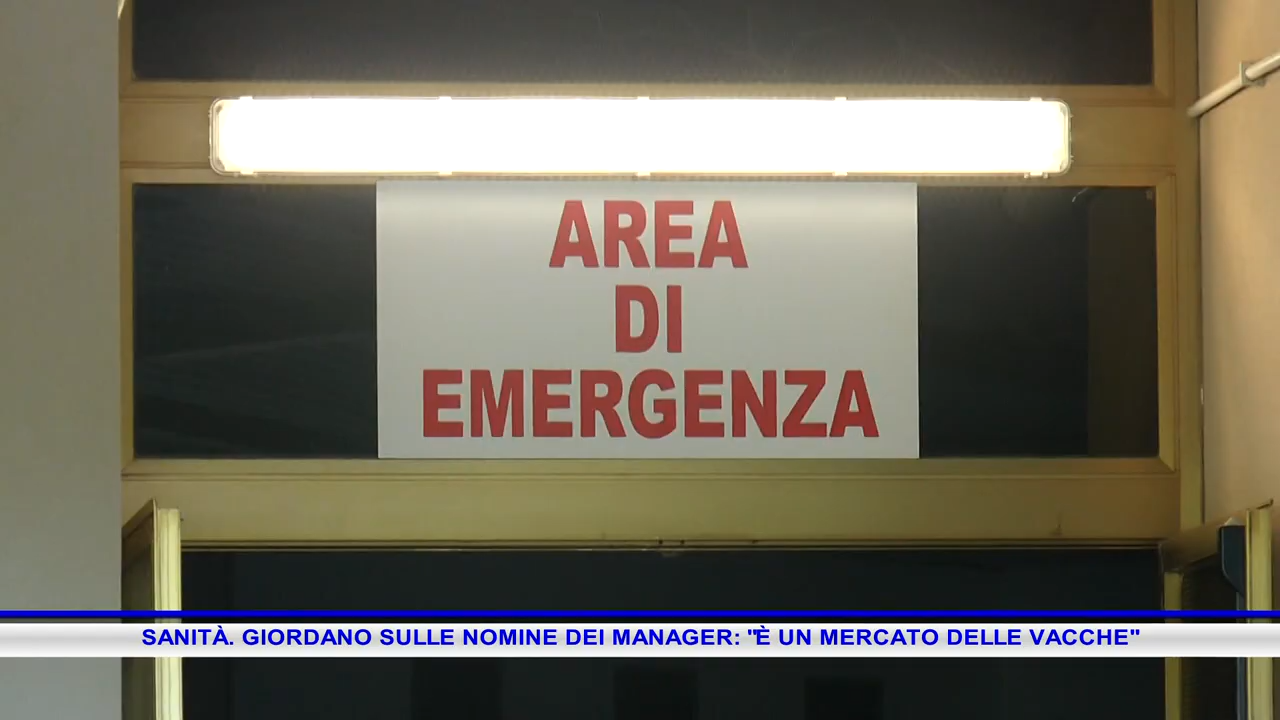 AREA
DI
EMERGENZA
SANITÀ. GIORDANO SULLE NOMINE DEI MANAGER: "È UN MERCATO DELLE VACCHE"